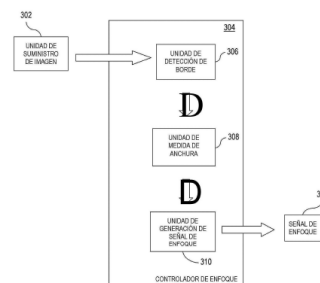 302
304
UNIDAD DE
SUMINISTRO
DE IMAGEN
UNIDAD DE
DETECCIÓN DE
BORDE
306
D
UNIDAD DE
MEDIDA DE
ANCHURA
308
D
UNIDAD DE
GENERACIÓN DE
SEÑAL DE
ENFOQUE
310
SEÑAL DE
ENFOQUE
CONTROLADOR DE ENFOQUE